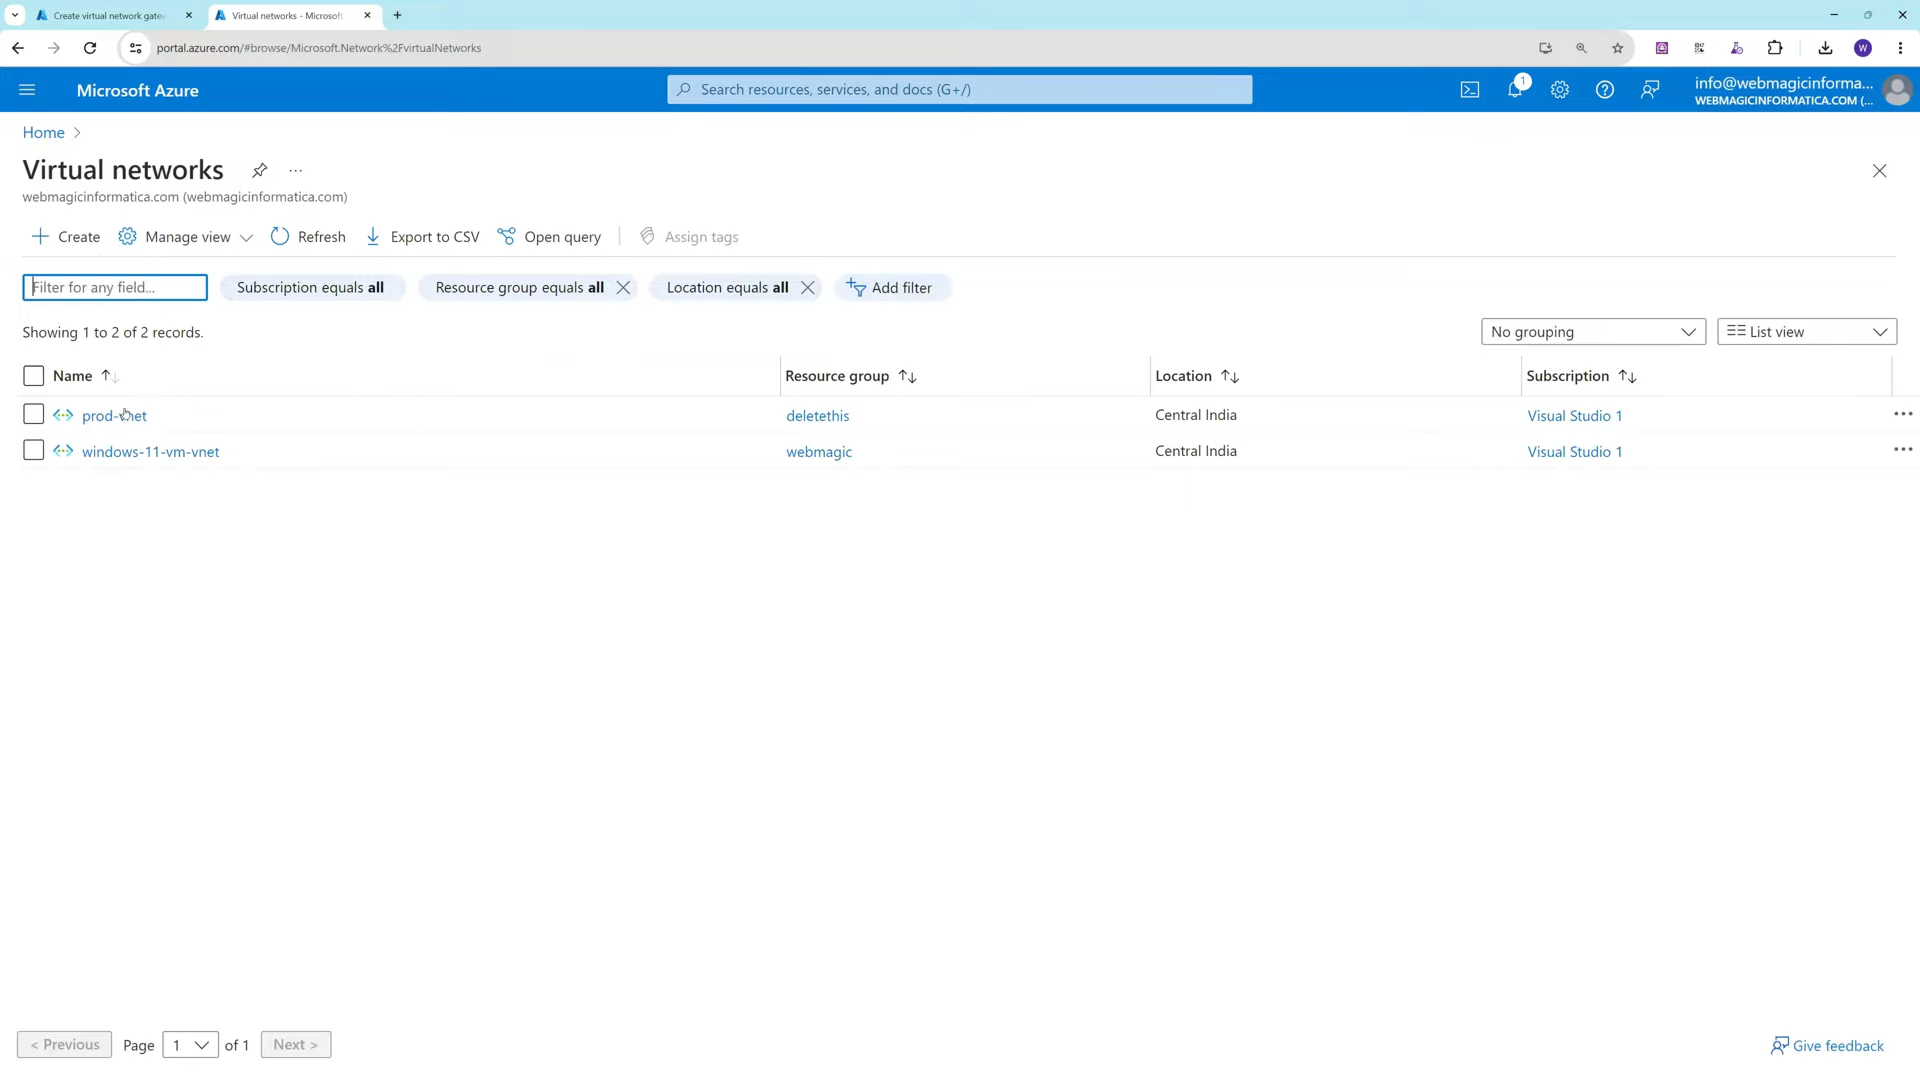 Create virtual network gate
Virtual networks - Microsoft
portal.azure.com/#browse/Microsoft.Network%2FvirtualNetworks
W
Microsoft Azure
Search resources, services, and docs (G+/)
1
info@webmagicinforma...
WEBMAGICINFORMATICA.COM (...
Home
Virtual networks
webmagicinformatica.com (webmagicinformatica.com)
Create
Manage view
Refresh
Export to CSV
Open query
Assign tags
Filter for any field...
Subscription equals all
Resource group equals all
Location equals all
Add filter
Showing 1 to 2 of 2 records.
No grouping
List view
Name
Resource group
Location
Subscription
prod-vnet
deletethis
Central India
Visual Studio 1
windows-11-vm-vnet
webmagic
Central India
Visual Studio 1
< Previous
Page
1
of 1
Next >
Give feedback